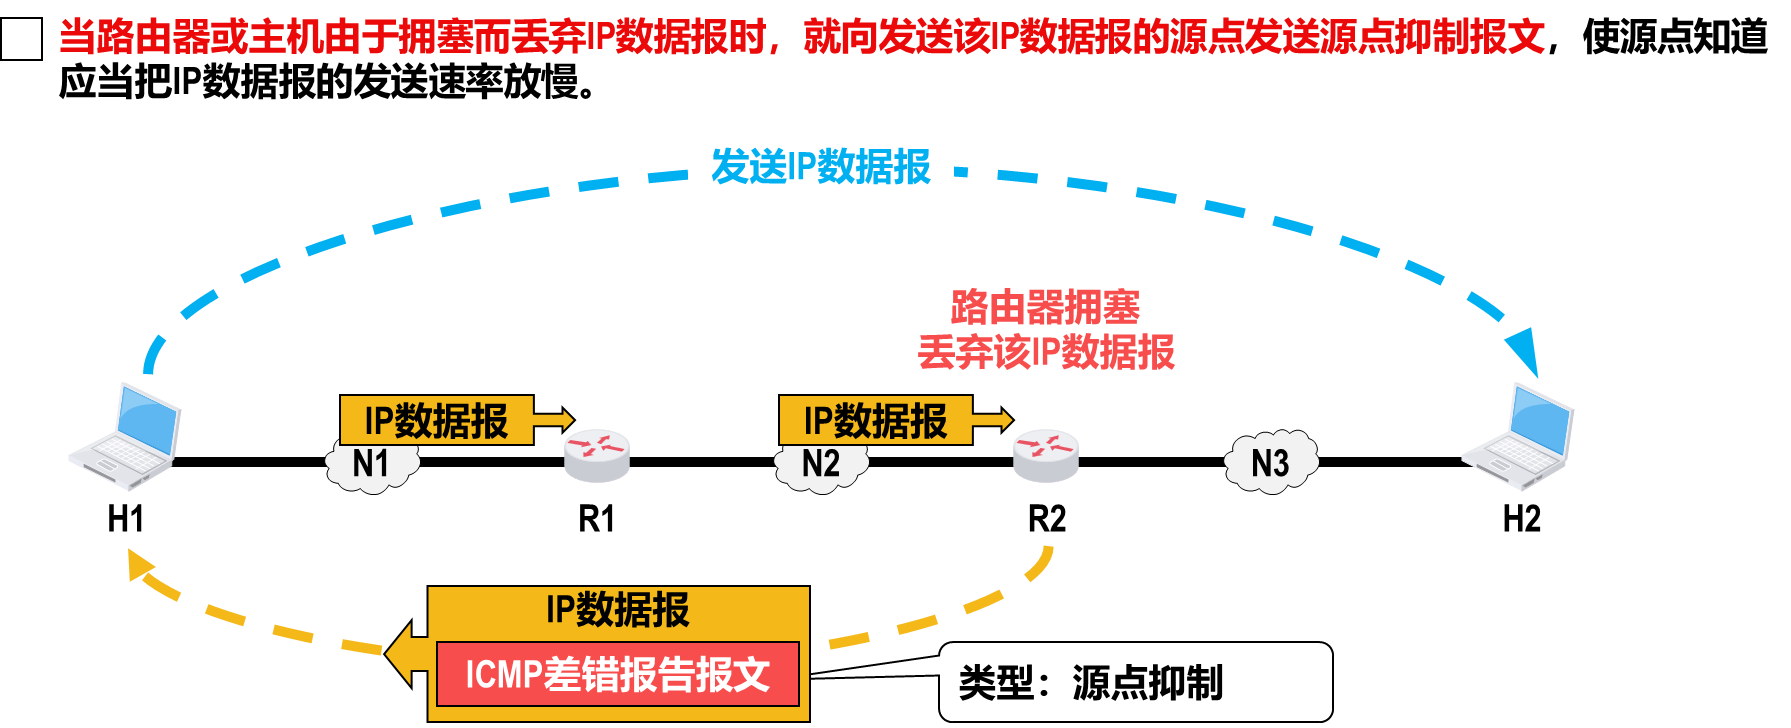 当路由器或主机由于拥塞而丢弃IP数据报时，就向发送该IP数据报的源点发送源点抑制报文，使源点知道
应当把IP数据报的发送速率放慢。
发送IP数据报
路由器拥塞
丢弃该IP数据报
IP数据报
IP数据报
N1
N2
N3
H1
R1
R2
H2
IP数据报
ICMP差错报告报文
类型：源点抑制